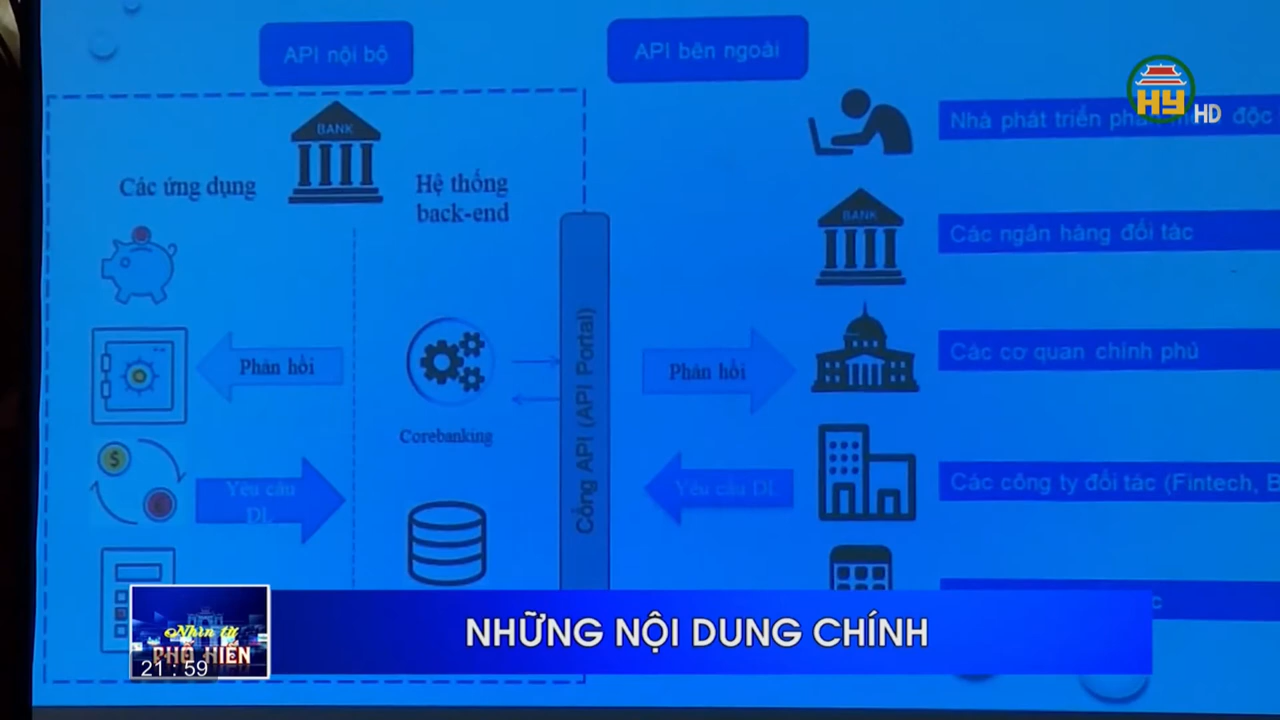 API nội bộ
API bên ngoài
HY HD
BANK
Nhà phát triển độc
Các ứng dụng
Hệ thống
back-end
BANK
Các ngân hàng đối tác
Cổng API (API Portal)
Các cơ quan chính phủ
Phản hồi
Phản hồi
Corebanking
$
Yêu cầu
DL
Yêu cầu DL
Các công ty đối tác (Fintech, B
c
NHỮNG NỘI DUNG CHÍNH
Nhìn từ
PHỐ HIẾN
21:59